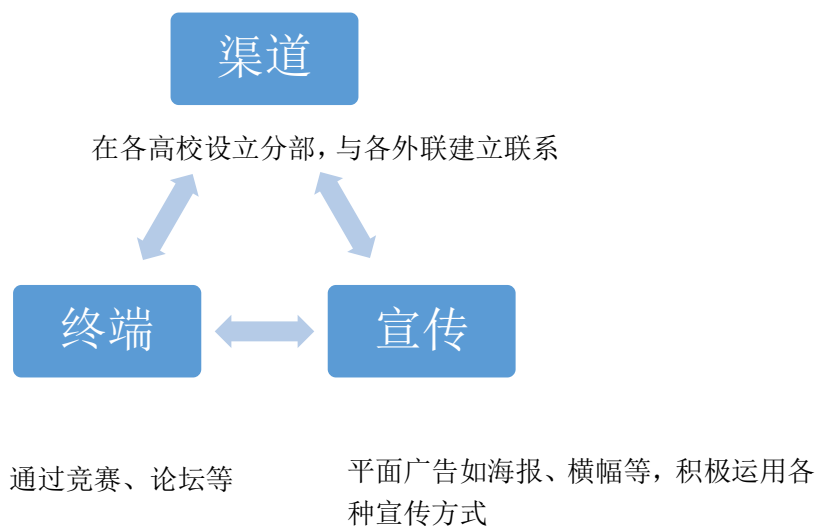 渠道
在各高校设立分部，与各外联建立联系
终端
宣传
通过竞赛、论坛等
平面广告如海报、横幅等，积极运用各
种宣传方式